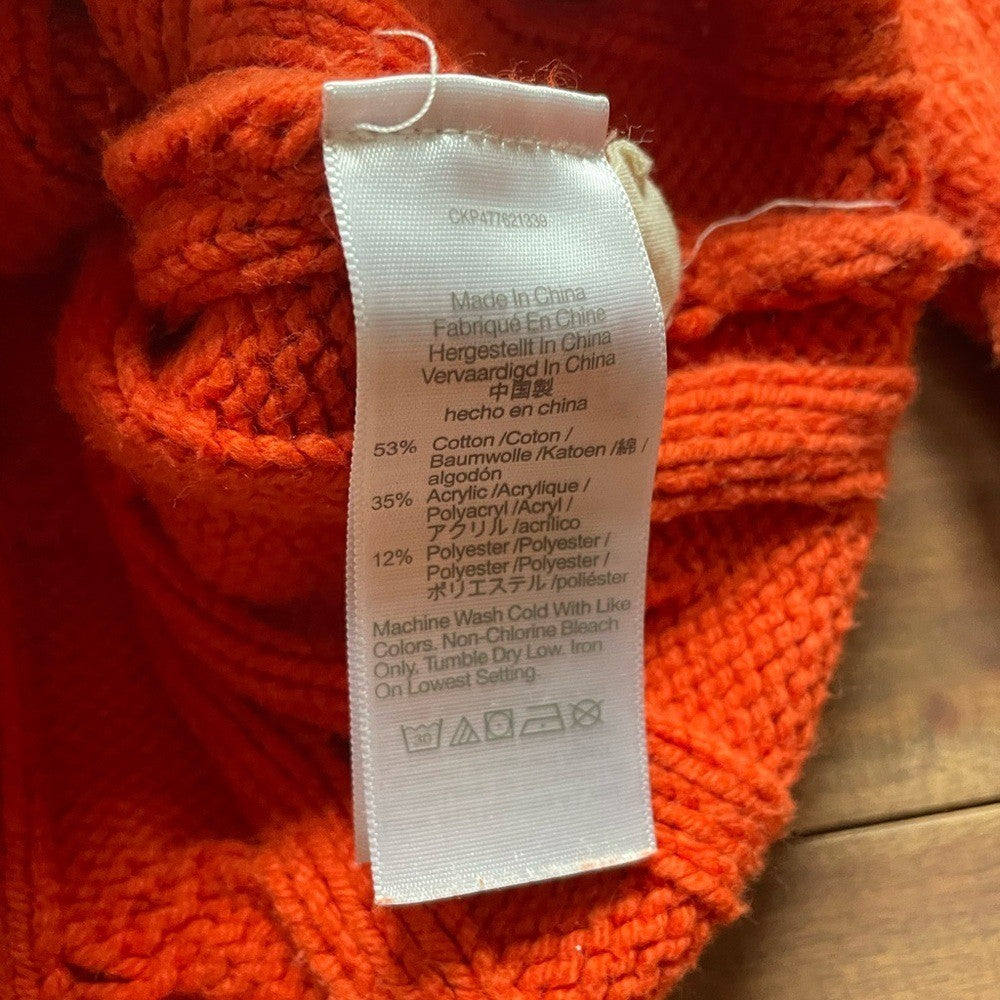 CKP477621339
Made In China
Fabriqué En Chine
Hergestellt In China
Vervaardigd In China
中国製
hecho en china
53% Cotton /Coton /
Baumwolle /Katoen /綿 /
algodón
35% Acrylic /Acrylique /
Polyacryl /Acryl /
アクリル /acrílico
12% Polyester /Polyester /
Polyester /Polyester /
ポリエステル /poliéster
Machine Wash Cold With Like
Colors. Non-Chlorine Bleach
Only. Tumble Dry Low. Iron
On Lowest Setting.
40